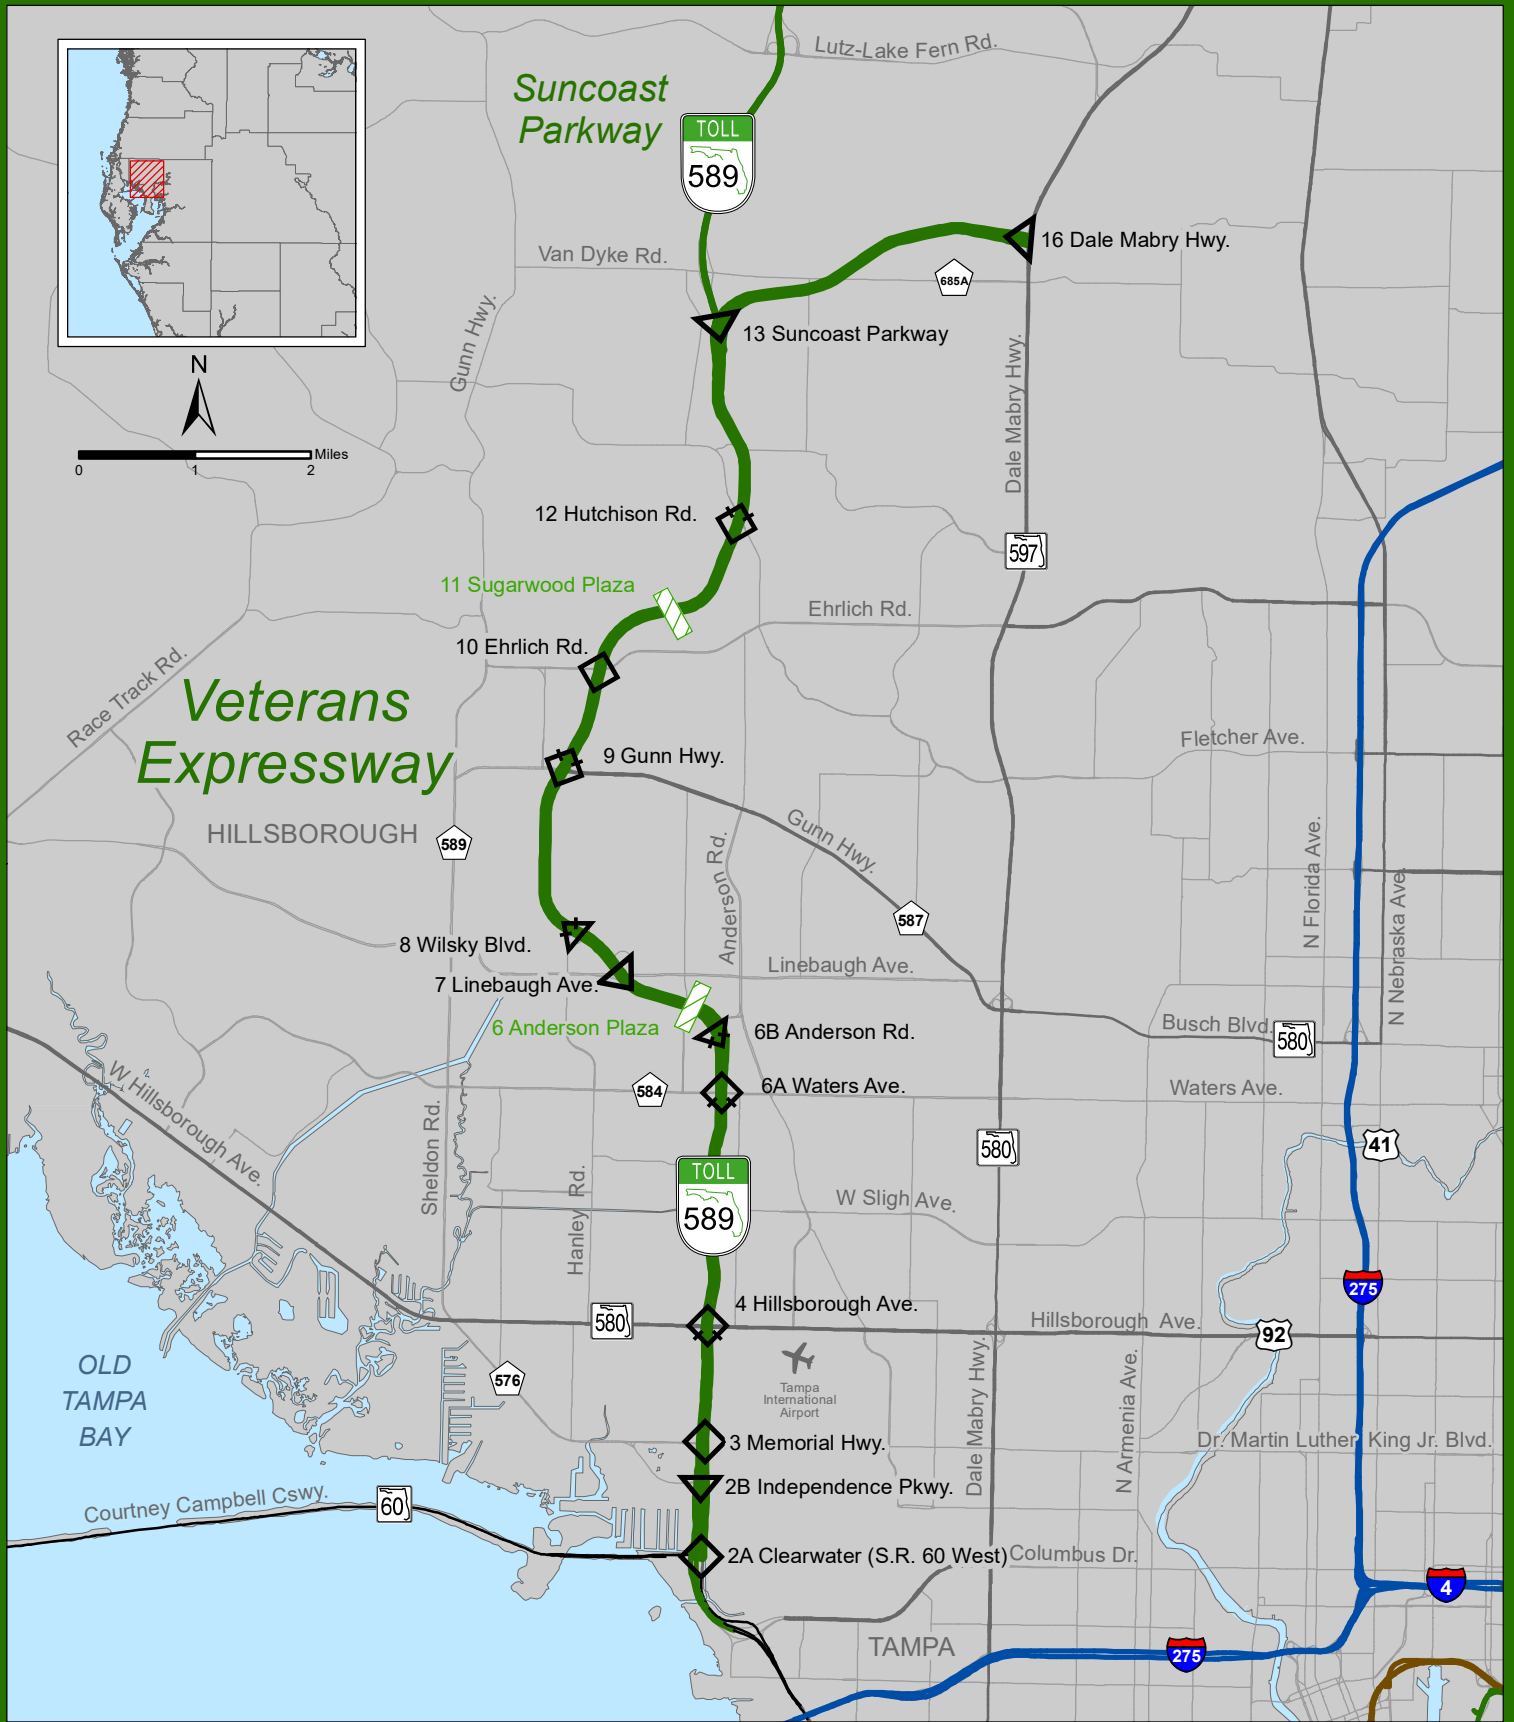 Lutz-Lake Fern Rd.
Suncoast
Parkway
TOLL
589
16 Dale Mabry Hwy.
Van Dyke Rd.
685A
13 Suncoast Parkway
Gunn Hwy.
N
Miles
0 1 2
Dale Mabry Hwy.
12 Hutchison Rd.
597
11 Sugarwood Plaza
Ehrlich Rd.
10 Ehrlich Rd.
Race Track Rd.
Veterans
Expressway
9 Gunn Hwy.
Fletcher Ave.
HILLSBOROUGH
589
Gunn Hwy.
Anderson Rd.
N Florida Ave.
N Nebraska Ave.
587
8 Wilsky Blvd.
7 Linebaugh Ave.
Linebaugh Ave.
6 Anderson Plaza
6B Anderson Rd.
Busch Blvd.
580
W Hillsborough Ave.
584
6A Waters Ave.
Waters Ave.
Sheldon Rd.
580
41
TOLL
589
W Sligh Ave.
Hanley Rd.
275
4 Hillsborough Ave.
580
Hillsborough Ave.
92
OLD
TAMPA
BAY
576
Tampa
International
Airport
Dale Mabry Hwy.
N Armenia Ave.
3 Memorial Hwy.
Dr. Martin Luther King Jr. Blvd.
2B Independence Pkwy.
Courtney Campbell Cswy.
60
2A Clearwater (S.R. 60 West)
Columbus Dr.
4
TAMPA
275